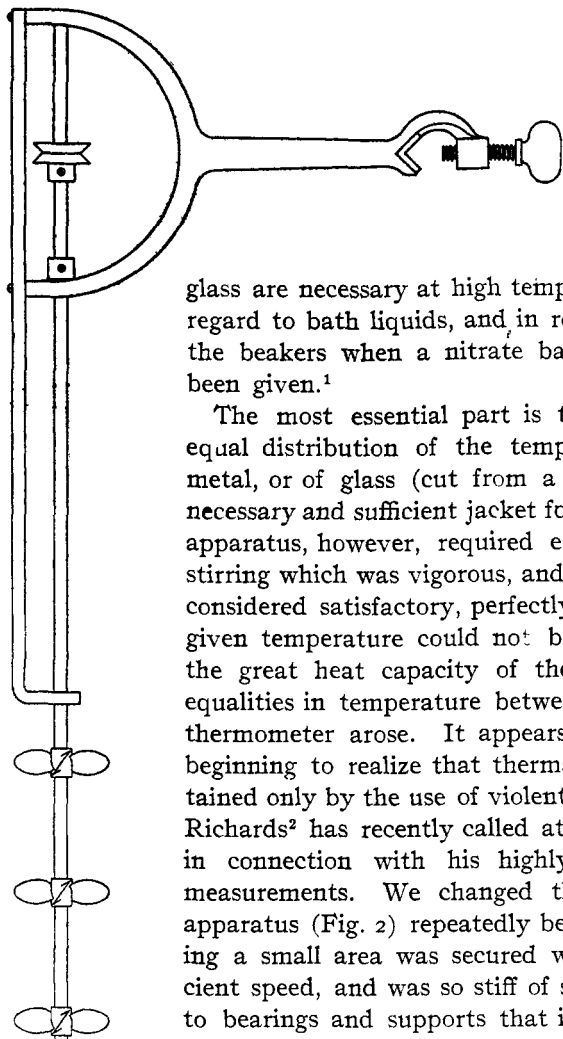 glass are necessary at high temp
regard to bath liquids, and in re
the beakers when a nitrate ba
been given.¹
The most essential part is t
equal distribution of the temp
metal, or of glass (cut from a
necessary and sufficient jacket fo
apparatus, however, required e
stirring which was vigorous, and
considered satisfactory, perfectly
given temperature could not b
the great heat capacity of the
equalities in temperature betwe
thermometer arose. It appears
beginning to realize that therma
tained only by the use of violent
Richards² has recently called at
in connection with his highly
measurements. We changed th
apparatus (Fig. 2) repeatedly be
ing a small area was secured w
cient speed, and was so stiff of s
to bearings and supports that i